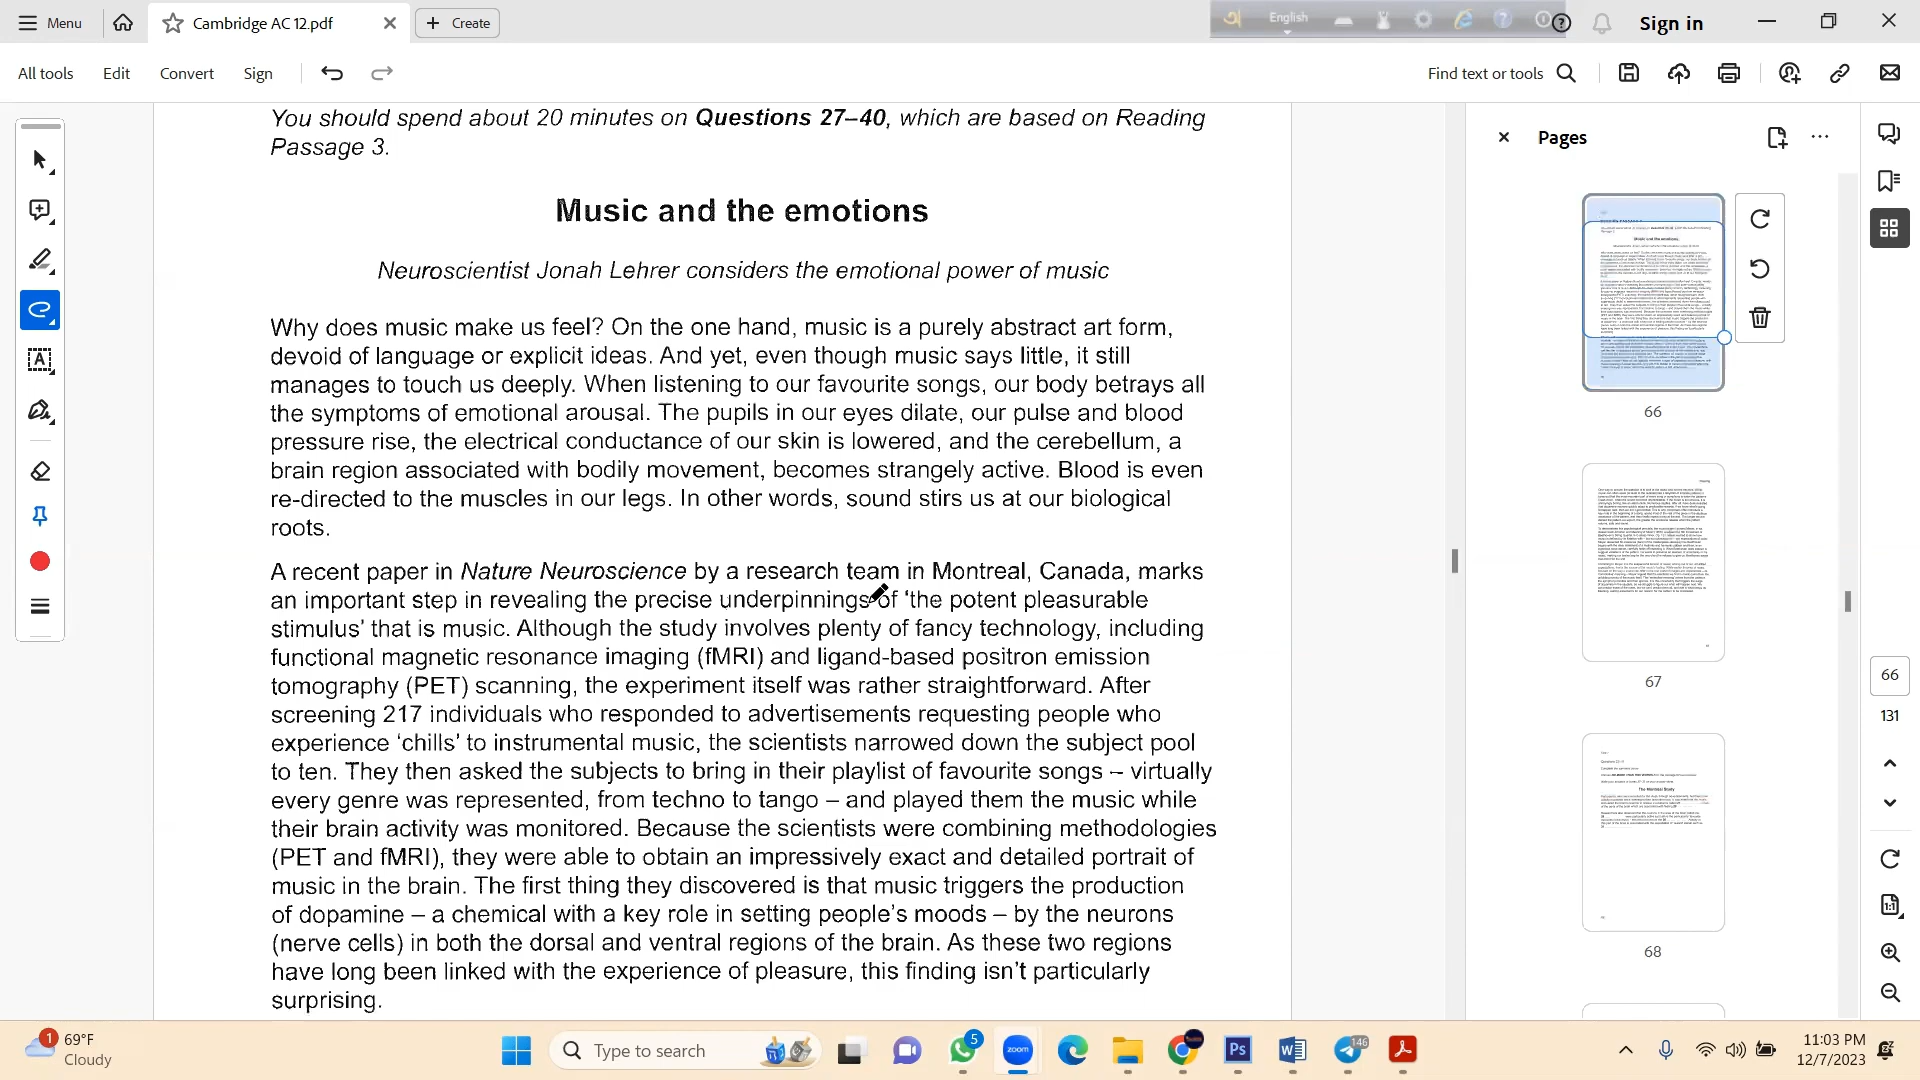 Menu
Cambridge AC 12.pdf
Create
English
Sign in
All tools
Edit
Convert
Sign
Find text or tools
You should spend about 20 minutes on Questions 27–40, which are based on Reading
Passage 3.
Music and the emotions
Neuroscientist Jonah Lehrer considers the emotional power of music
Why does music make us feel? On the one hand, music is a purely abstract art form,
devoid of language or explicit ideas. And yet, even though music says little, it still
manages to touch us deeply. When listening to our favourite songs, our body betrays all
the symptoms of emotional arousal. The pupils in our eyes dilate, our pulse and blood
pressure rise, the electrical conductance of our skin is lowered, and the cerebellum, a
brain region associated with bodily movement, becomes strangely active. Blood is even
re-directed to the muscles in our legs. In other words, sound stirs us at our biological
roots.
A recent paper in Nature Neuroscience by a research team in Montreal, Canada, marks
an important step in revealing the precise underpinnings of ‘the potent pleasurable
stimulus’ that is music. Although the study involves plenty of fancy technology, including
functional magnetic resonance imaging (fMRI) and ligand-based positron emission
tomography (PET) scanning, the experiment itself was rather straightforward. After
screening 217 individuals who responded to advertisements requesting people who
experience ‘chills’ to instrumental music, the scientists narrowed down the subject pool
to ten. They then asked the subjects to bring in their playlist of favourite songs – virtually
every genre was represented, from techno to tango – and played them the music while
their brain activity was monitored. Because the scientists were combining methodologies
(PET and fMRI), they were able to obtain an impressively exact and detailed portrait of
music in the brain. The first thing they discovered is that music triggers the production
of dopamine – a chemical with a key role in setting people’s moods – by the neurons
(nerve cells) in both the dorsal and ventral regions of the brain. As these two regions
have long been linked with the experience of pleasure, this finding isn’t particularly
surprising.
Pages
66
67
The Montreal Study
68
66
131
1
69°F
Cloudy
Type to search
5
zoom
Ps
146
11:03 PM
12/7/2023